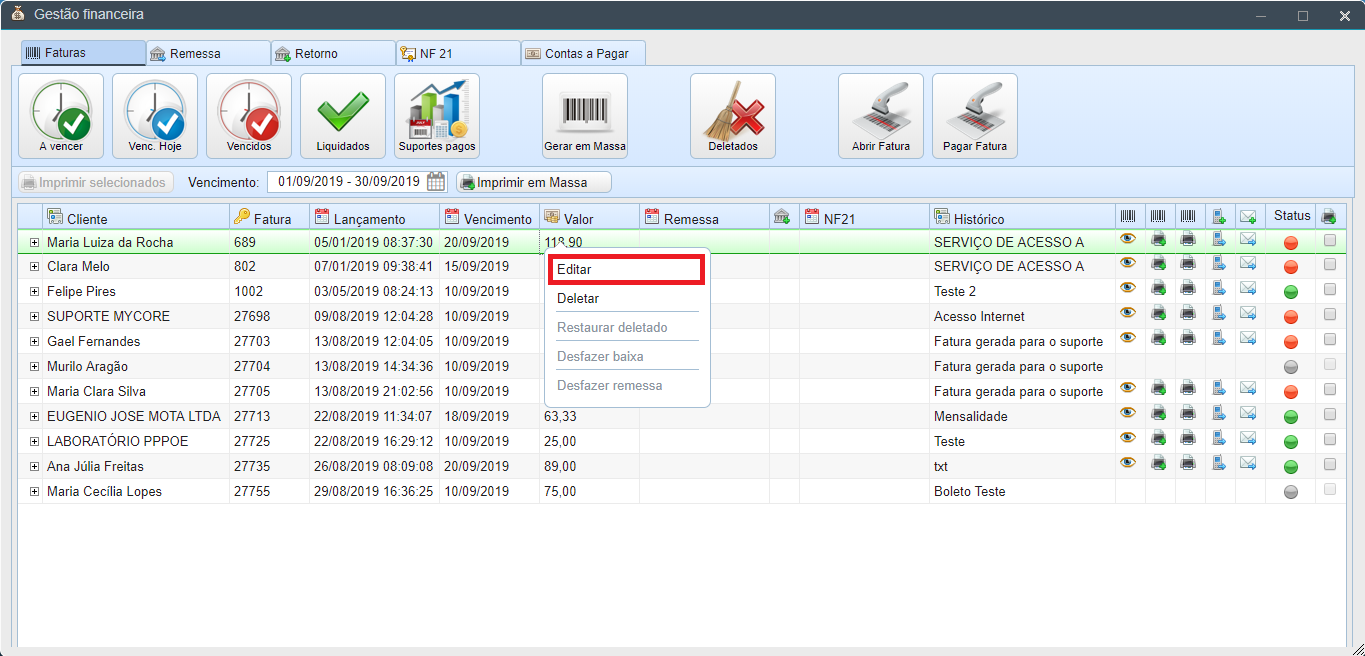 Gestão financeira
Faturas Remessa Retorno NF 21 Contas a Pagar
A vencer Venc. Hoje Vencidos Liquidados Suportes pagos Gerar em Massa Deletados Abrir Fatura Pagar Fatura
Imprimir selecionados Vencimento: 01/09/2019 - 30/09/2019 Imprimir em Massa
Cliente Fatura Lançamento Vencimento Valor Remessa NF21 Histórico Status
Maria Luiza da Rocha 689 05/01/2019 08:37:30 20/09/2019 118,90 SERVIÇO DE ACESSO A
Clara Melo 802 07/01/2019 09:38:41 15/09/2019 Editar SERVIÇO DE ACESSO A
Felipe Pires 1002 03/05/2019 08:24:13 10/09/2019 Deletar Teste 2
SUPORTE MYCORE 27698 09/08/2019 12:04:28 10/09/2019 Restaurar deletado Acesso Internet
Gael Fernandes 27703 13/08/2019 12:04:05 10/09/2019 Desfazer baixa Fatura gerada para o suporte
Murilo Aragão 27704 13/08/2019 14:34:36 10/09/2019 Fatura gerada para o suporte
Maria Clara Silva 27705 13/08/2019 21:02:56 10/09/2019 Desfazer remessa Fatura gerada para o suporte
EUGENIO JOSE MOTA LTDA 27713 22/08/2019 11:34:07 18/09/2019 63,33 Mensalidade
LABORATÓRIO PPPOE 27725 22/08/2019 16:29:12 10/09/2019 25,00 Teste
Ana Júlia Freitas 27735 26/08/2019 08:09:08 20/09/2019 89,00 txt
Maria Cecília Lopes 27755 29/08/2019 16:36:25 10/09/2019 75,00 Boleto Teste